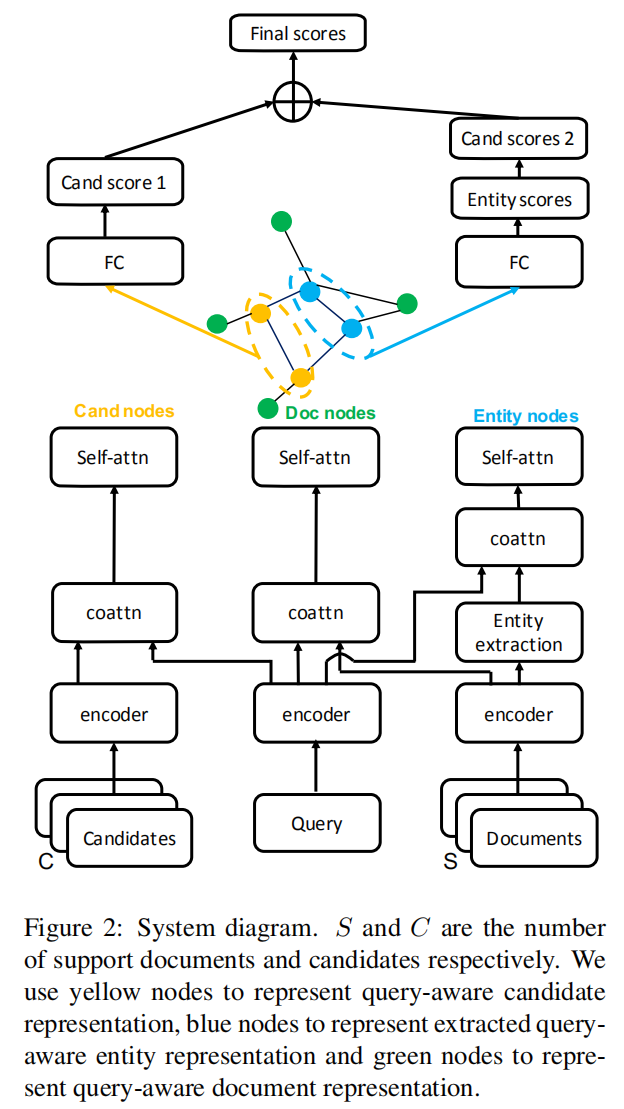 Final scores
Cand scores 2
Cand score 1
Entity scores
FC
FC
Cand nodes
Doc nodes
Entity nodes
Self-attn
Self-attn
Self-attn
coattn
coattn
coattn
Entity
extraction
encoder
encoder
encoder
Candidates
Query
Documents
C
S
Figure 2: System diagram. S and C are the number
of support documents and candidates respectively. We
use yellow nodes to represent query-aware candidate
representation, blue nodes to represent extracted query-
aware entity representation and green nodes to repre-
sent query-aware document representation.